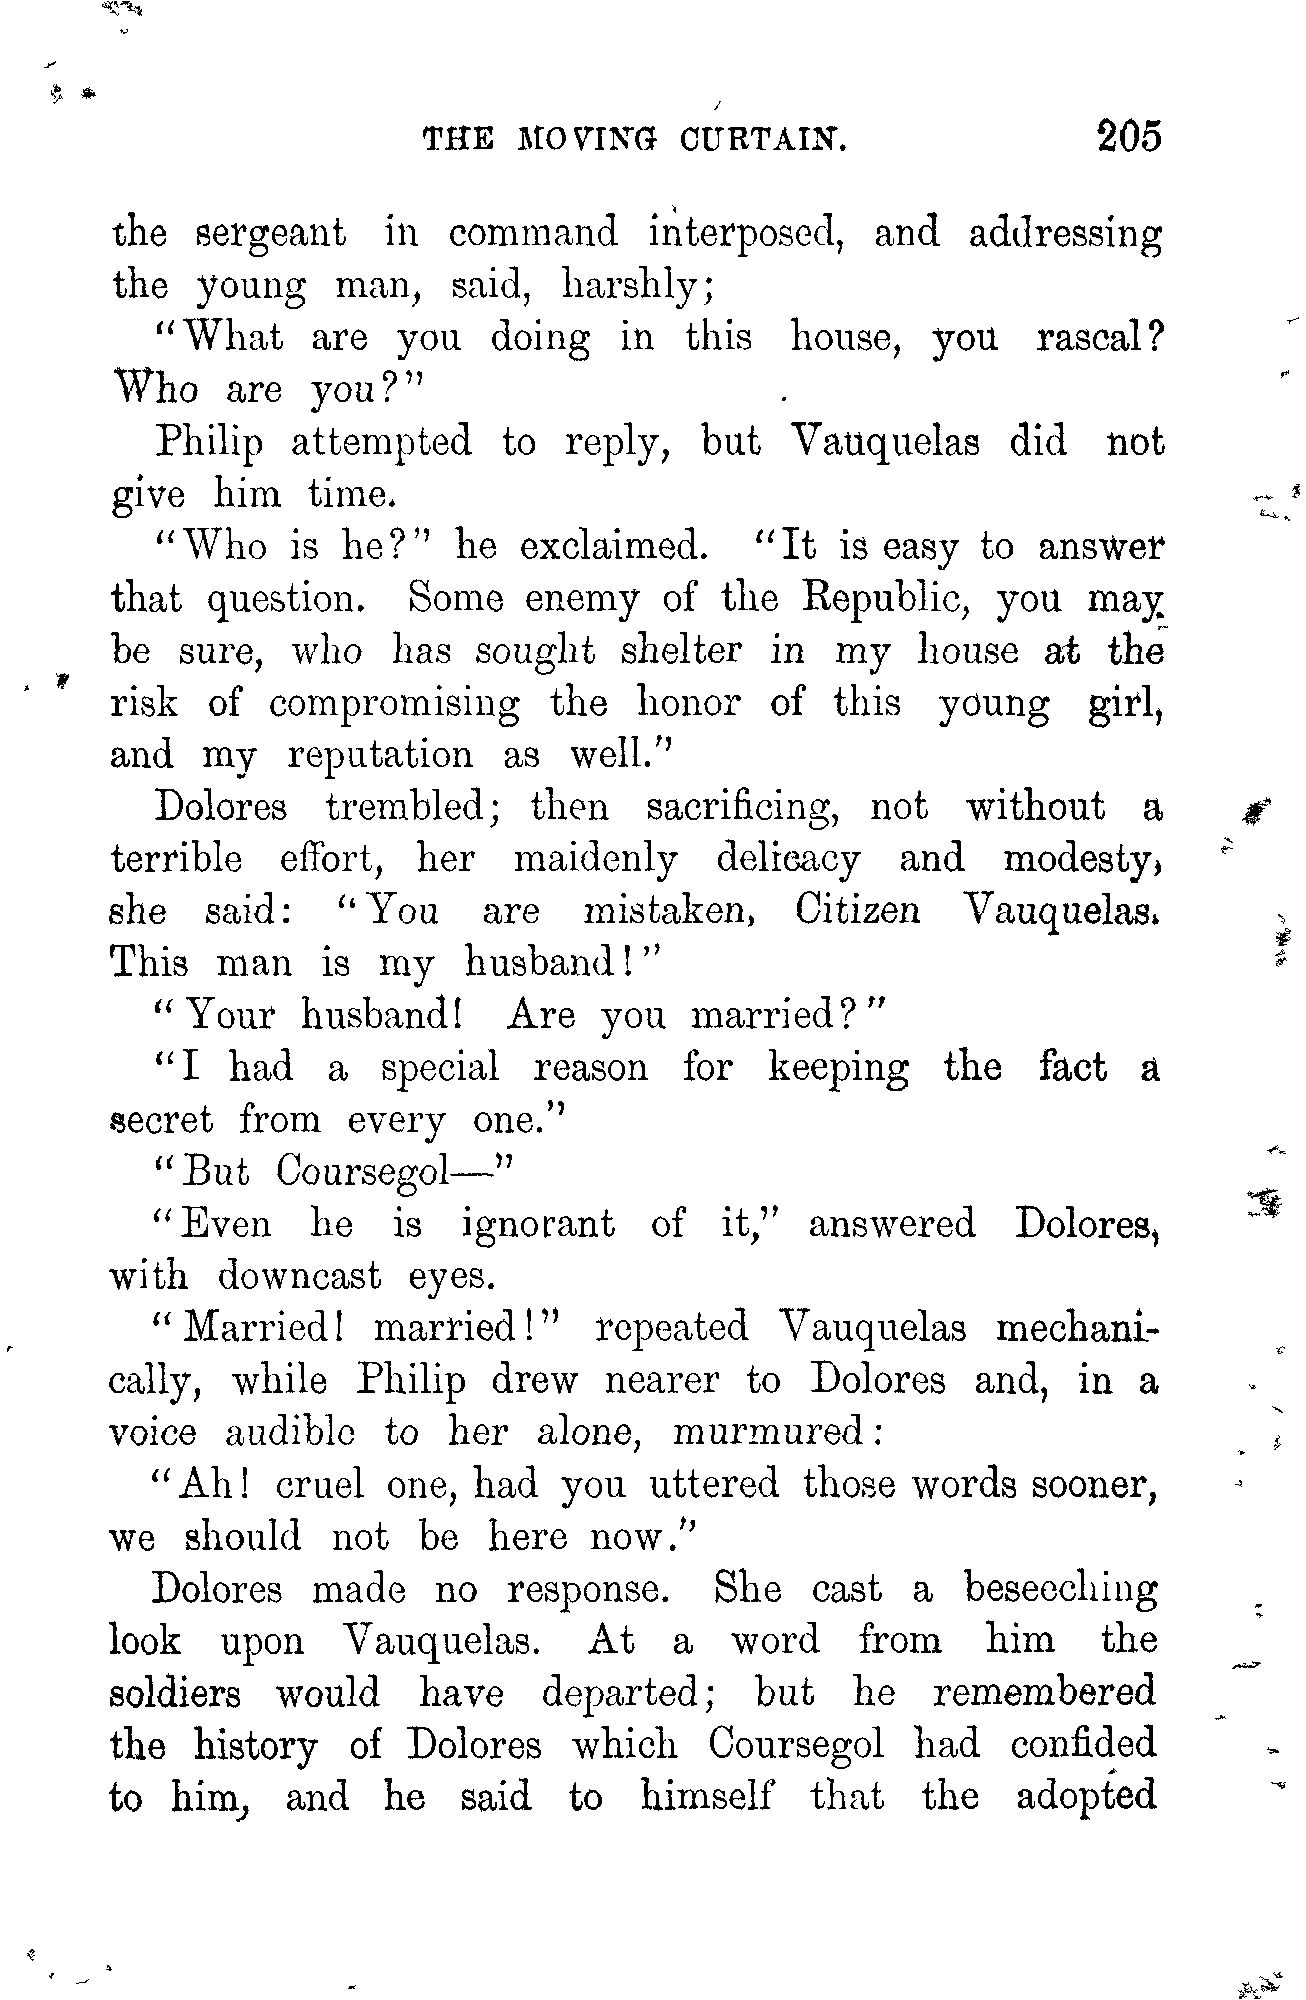 THE MOVING CURTAIN. 205
the sergeant in command interposed, and addressing
the young man, said, harshly;
"What are you doing in this house, you rascal?
Who are you?"
Philip attempted to reply, but Vauquelas did not
give him time.
"Who is he?" he exclaimed. "It is easy to answer
that question. Some enemy of the Republic, you may
be sure, who has sought shelter in my house at the
risk of compromising the honor of this young girl,
and my reputation as well."
Dolores trembled; then sacrificing, not without a
terrible effort, her maidenly delicacy and modesty,
she said: "You are mistaken, Citizen Vauquelas.
This man is my husband!"
"Your husband! Are you married?"
"I had a special reason for keeping the fact a
secret from every one."
"But Coursegol—"
"Even he is ignorant of it," answered Dolores,
with downcast eyes.
"Married! married!" repeated Vauquelas mechani-
cally, while Philip drew nearer to Dolores and, in a
voice audible to her alone, murmured:
"Ah! cruel one, had you uttered those words sooner,
we should not be here now."
Dolores made no response. She cast a beseeching
look upon Vauquelas. At a word from him the
soldiers would have departed; but he remembered
the history of Dolores which Coursegol had confided
to him, and he said to himself that the adopted